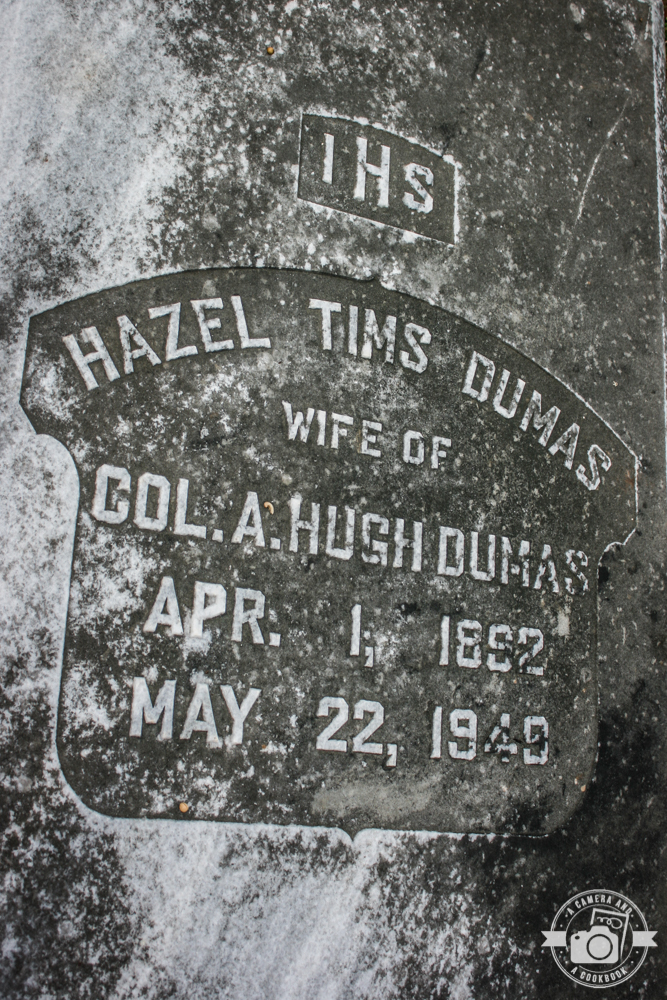 IHS
HAZEL TIMS DUMAS
WIFE OF
COL. A. HUGH DUMAS
APR. 1, 1892
MAY 22, 1949
A CAMERA AND
A COOKBOOK